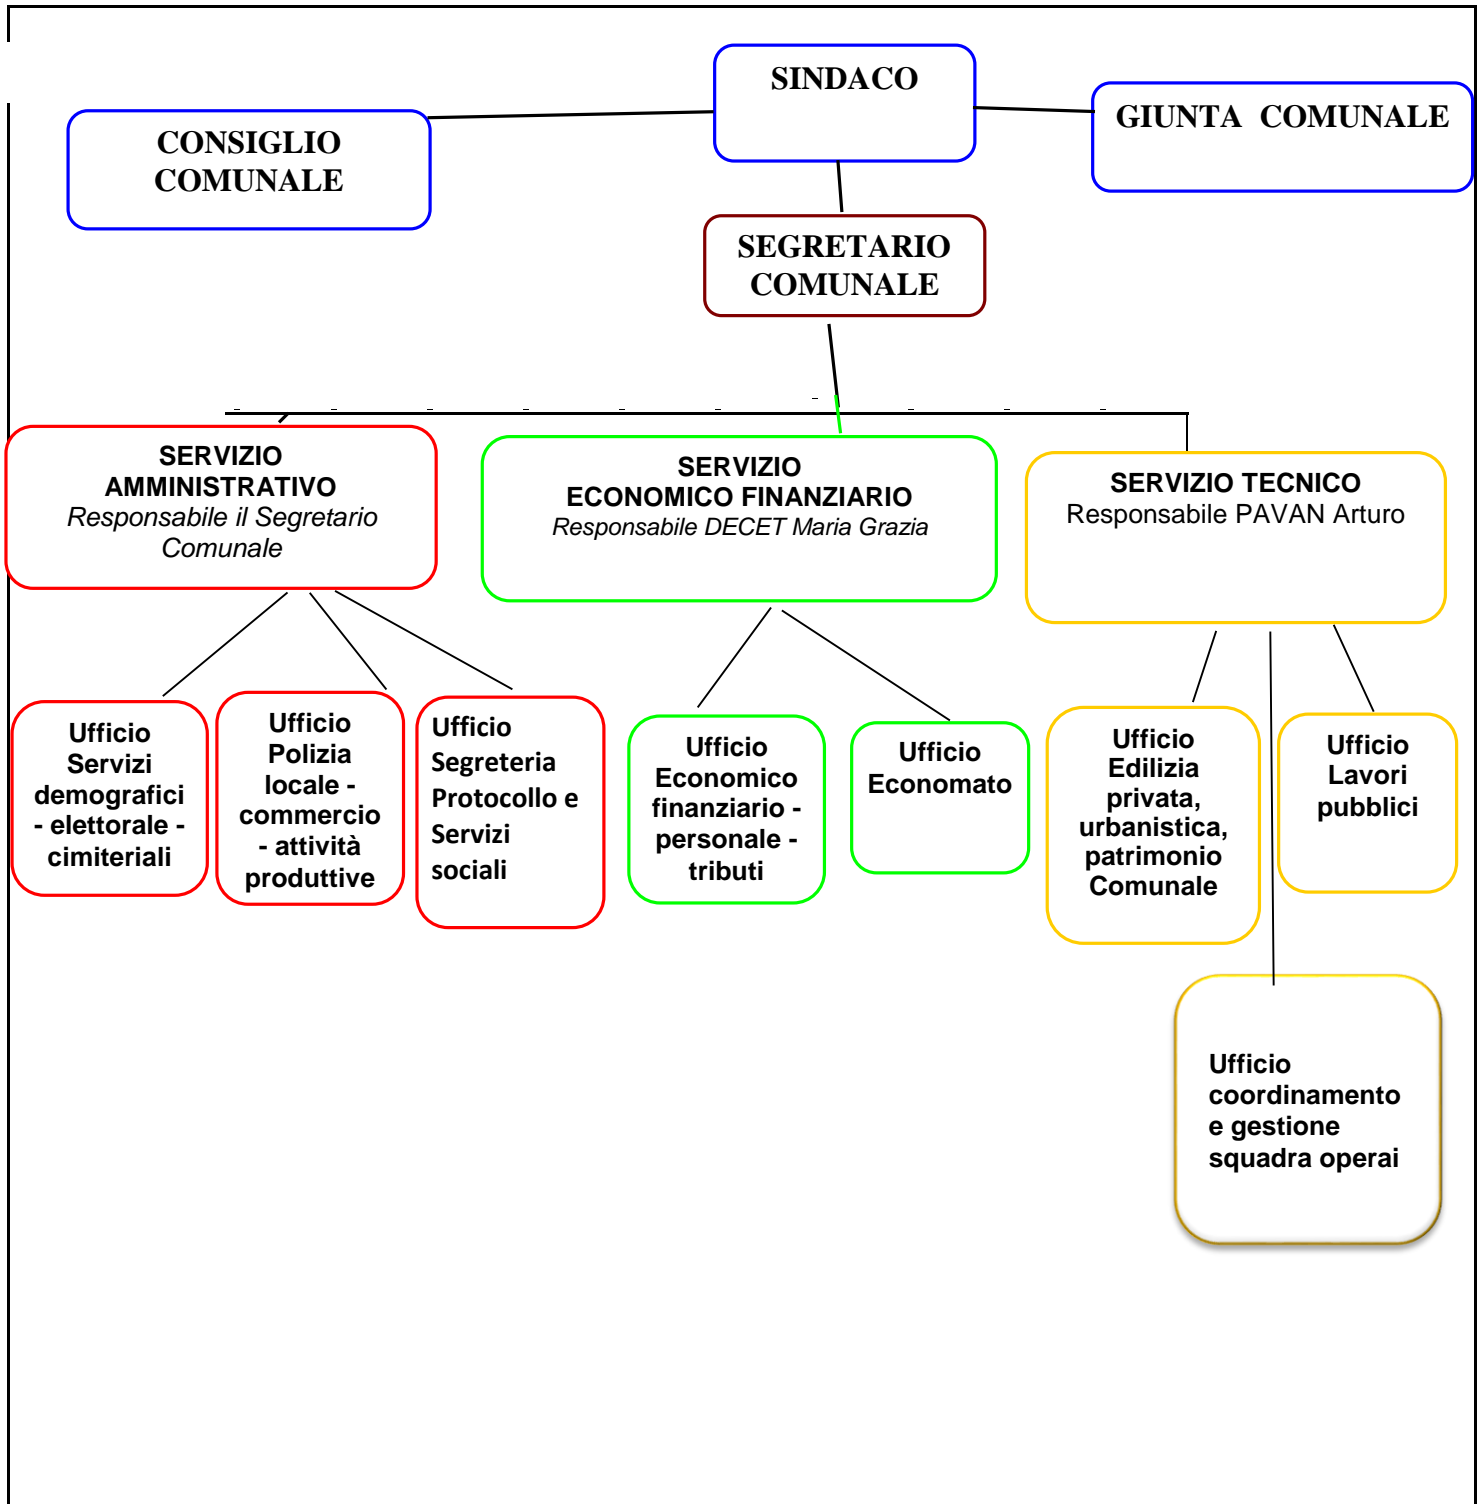 SINDACO
CONSIGLIO
COMUNALE
GIUNTA COMUNALE
SEGRETARIO
COMUNALE
SERVIZIO
AMMINISTRATIVO
Responsabile il Segretario
Comunale
SERVIZIO
ECONOMICO FINANZIARIO
Responsabile DECET Maria Grazia
SERVIZIO TECNICO
Responsabile PAVAN Arturo
Ufficio
Servizi
demografici
- elettorale -
cimiteriali
Ufficio
Polizia
locale -
commercio
- attività
produttive
Ufficio
Segreteria
Protocollo e
Servizi
sociali
Ufficio
Economico
finanziario -
personale -
tributi
Ufficio
Economato
Ufficio
Edilizia
privata,
urbanistica,
patrimonio
Comunale
Ufficio
Lavori
pubblici
Ufficio
coordinamento
e gestione
squadra operai